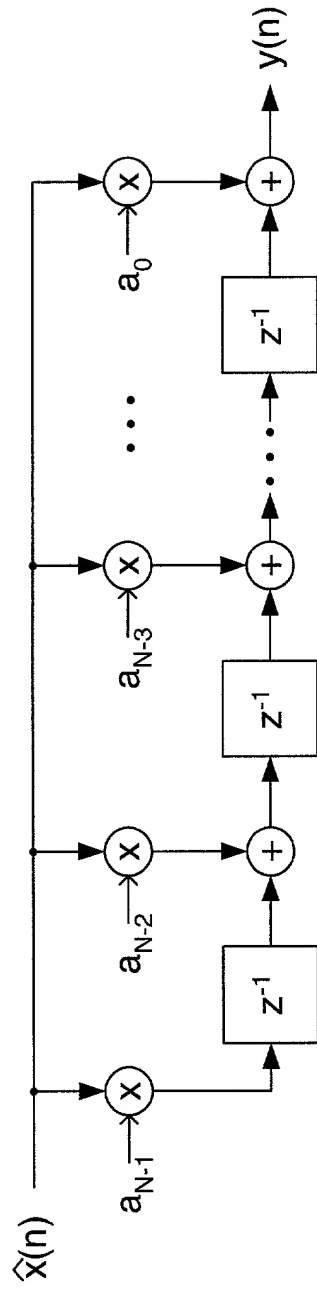 x̂(n)
x x x x
a_{N-1} a_{N-2} a_{N-3} ... a_0
z^{-1} + z^{-1} + ... z^{-1} + y(n)